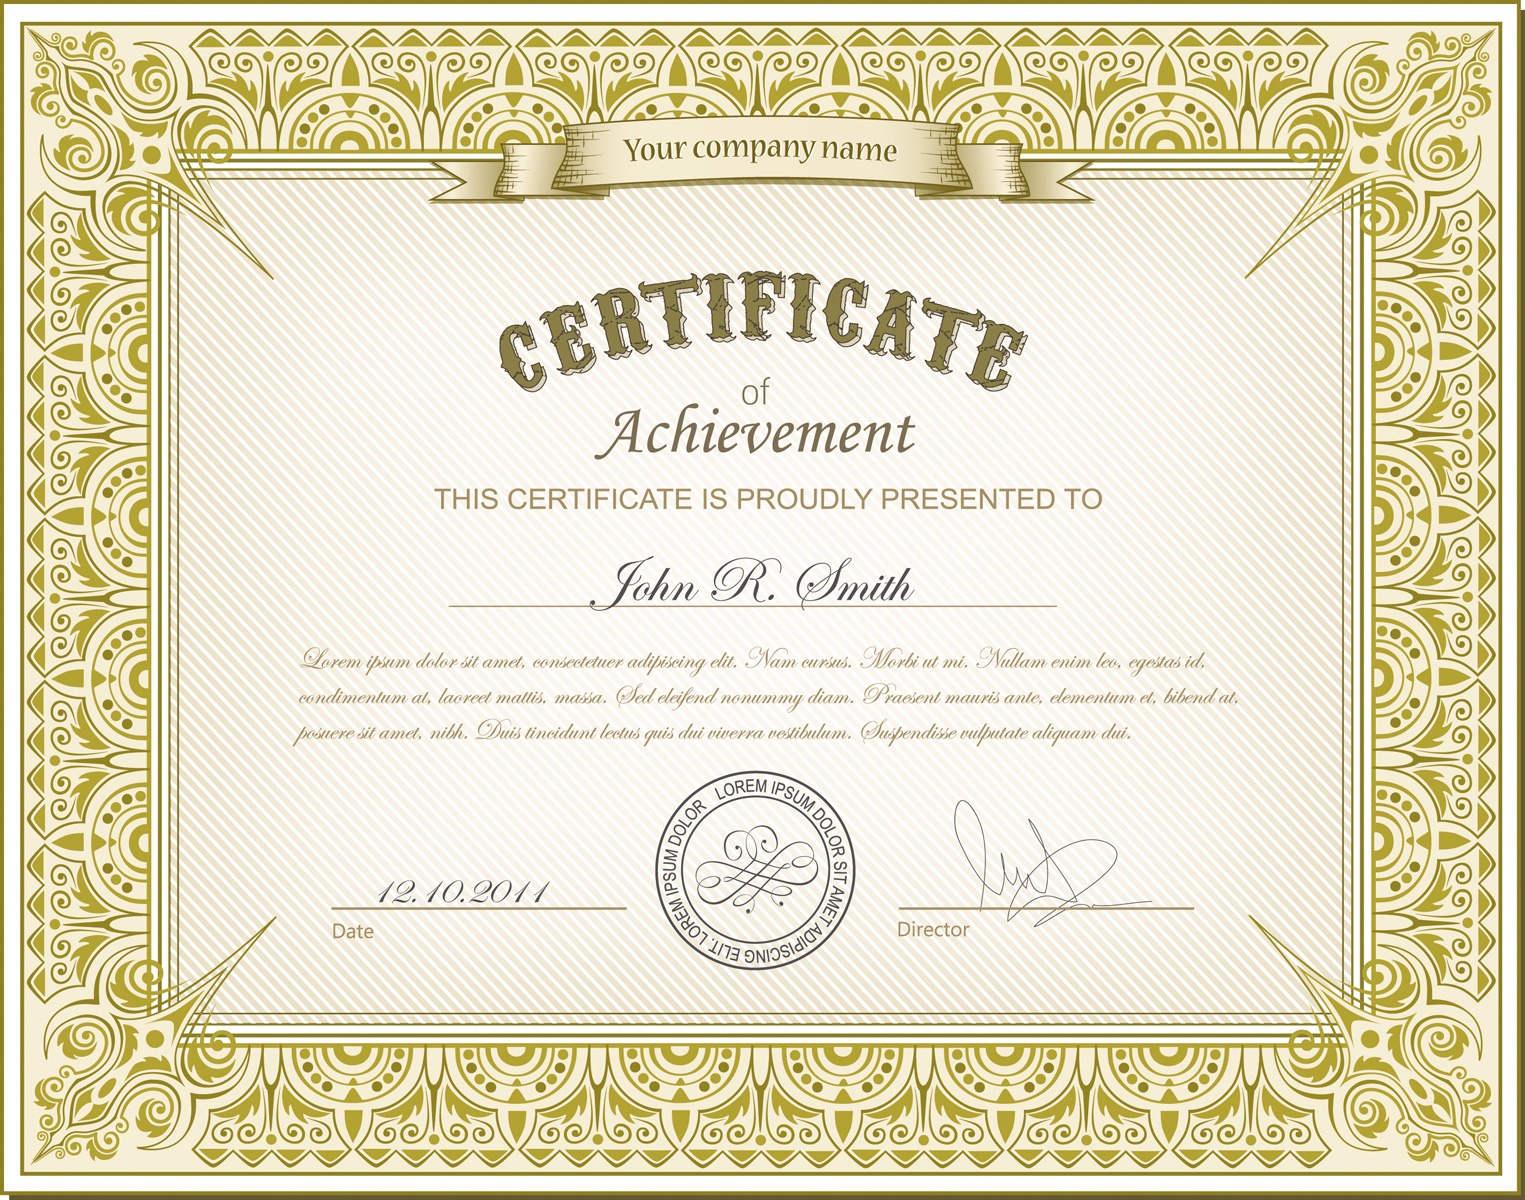 Your company name
CERTIFICATE
of
Achievement
THIS CERTIFICATE IS PROUDLY PRESENTED TO
John R. Smith
Lorem ipsum dolor sit amet, consectetuer adipiscing elit. Nam cursus. Morbi ut mi. Nullam enim leo, egestas id,
condimentum at, laoreet mattis, massa. Sed eleifend nonummy diam. Praesent mauris ante, elementum et, bibend at,
posuere sit amet, nibh. Duis tincidunt lectus quis dui viverra vestibulum. Suspendisse vulputate aliquam dui.
LOREM IPSUM DOLOR SIT AMET ADIPISCING ELIT. LOREM IPSUM DOLOR
12.10.2011
Date
Director